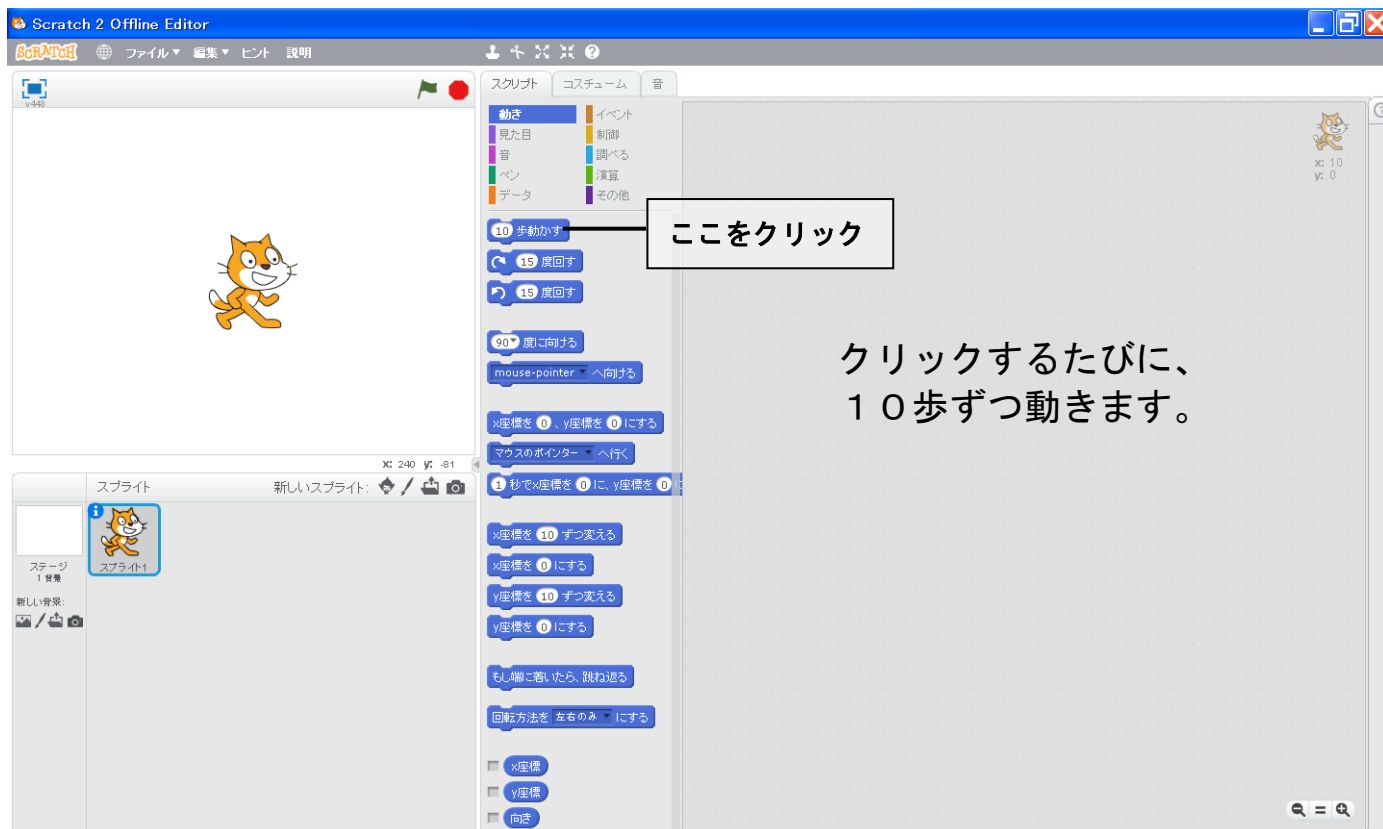 Scratch 2 Offline Editor
SCRATCH ファイル▼ 編集▼ ヒント 説明
v448
スクリプト コスチューム 音
動き イベント
見た目 制御
音 調べる
ペン 演算
データ その他
x: 10
y: 0
10 歩動かす
ここをクリック
15 度回す
15 度回す
90▼ 度に向ける
mouse-pointer▼ へ向ける
クリックするたびに、
10歩ずつ動きます。
x座標を 0 、y座標を 0 にする
マウスのポインター▼ へ行く
1 秒でx座標を 0 に、y座標を 0 に
x座標を 10 ずつ変える
x座標を 0 にする
y座標を 10 ずつ変える
y座標を 0 にする
もし端に着いたら、跳ね返る
回転方法を 左右のみ▼ にする
x座標
y座標
向き
X: 240 y: -81
スプライト 新しいスプライト:
ステージ
1 背景
スプライト1
新しい背景: